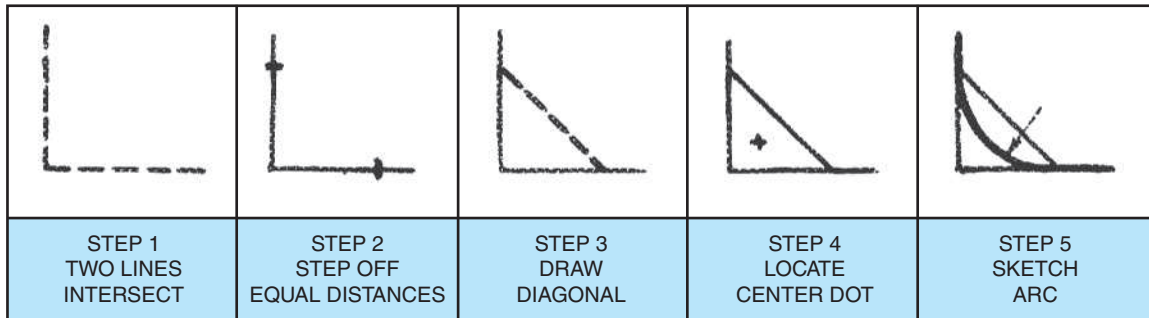 STEP 1
TWO LINES
INTERSECT
STEP 2
STEP OFF
EQUAL DISTANCES
STEP 3
DRAW
DIAGONAL
STEP 4
LOCATE
CENTER DOT
STEP 5
SKETCH
ARC